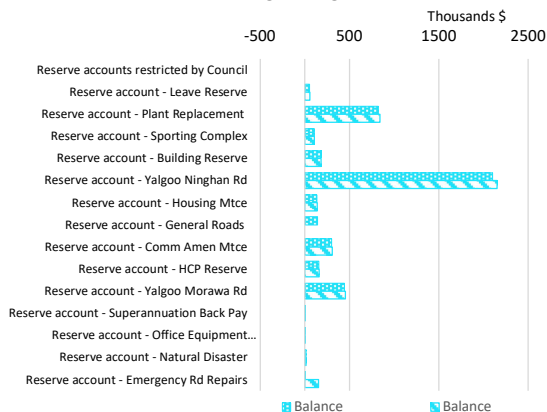 Thousands $
-500 500 1500 2500
Reserve accounts restricted by Council
Reserve account - Leave Reserve
Reserve account - Plant Replacement
Reserve account - Sporting Complex
Reserve account - Building Reserve
Reserve account - Yalgoo Ninghan Rd
Reserve account - Housing Mtce
Reserve account - General Roads
Reserve account - Comm Amen Mtce
Reserve account - HCP Reserve
Reserve account - Yalgoo Morawa Rd
Reserve account - Superannuation Back Pay
Reserve account - Office Equipment…
Reserve account - Natural Disaster
Reserve account - Emergency Rd Repairs
Balance Balance